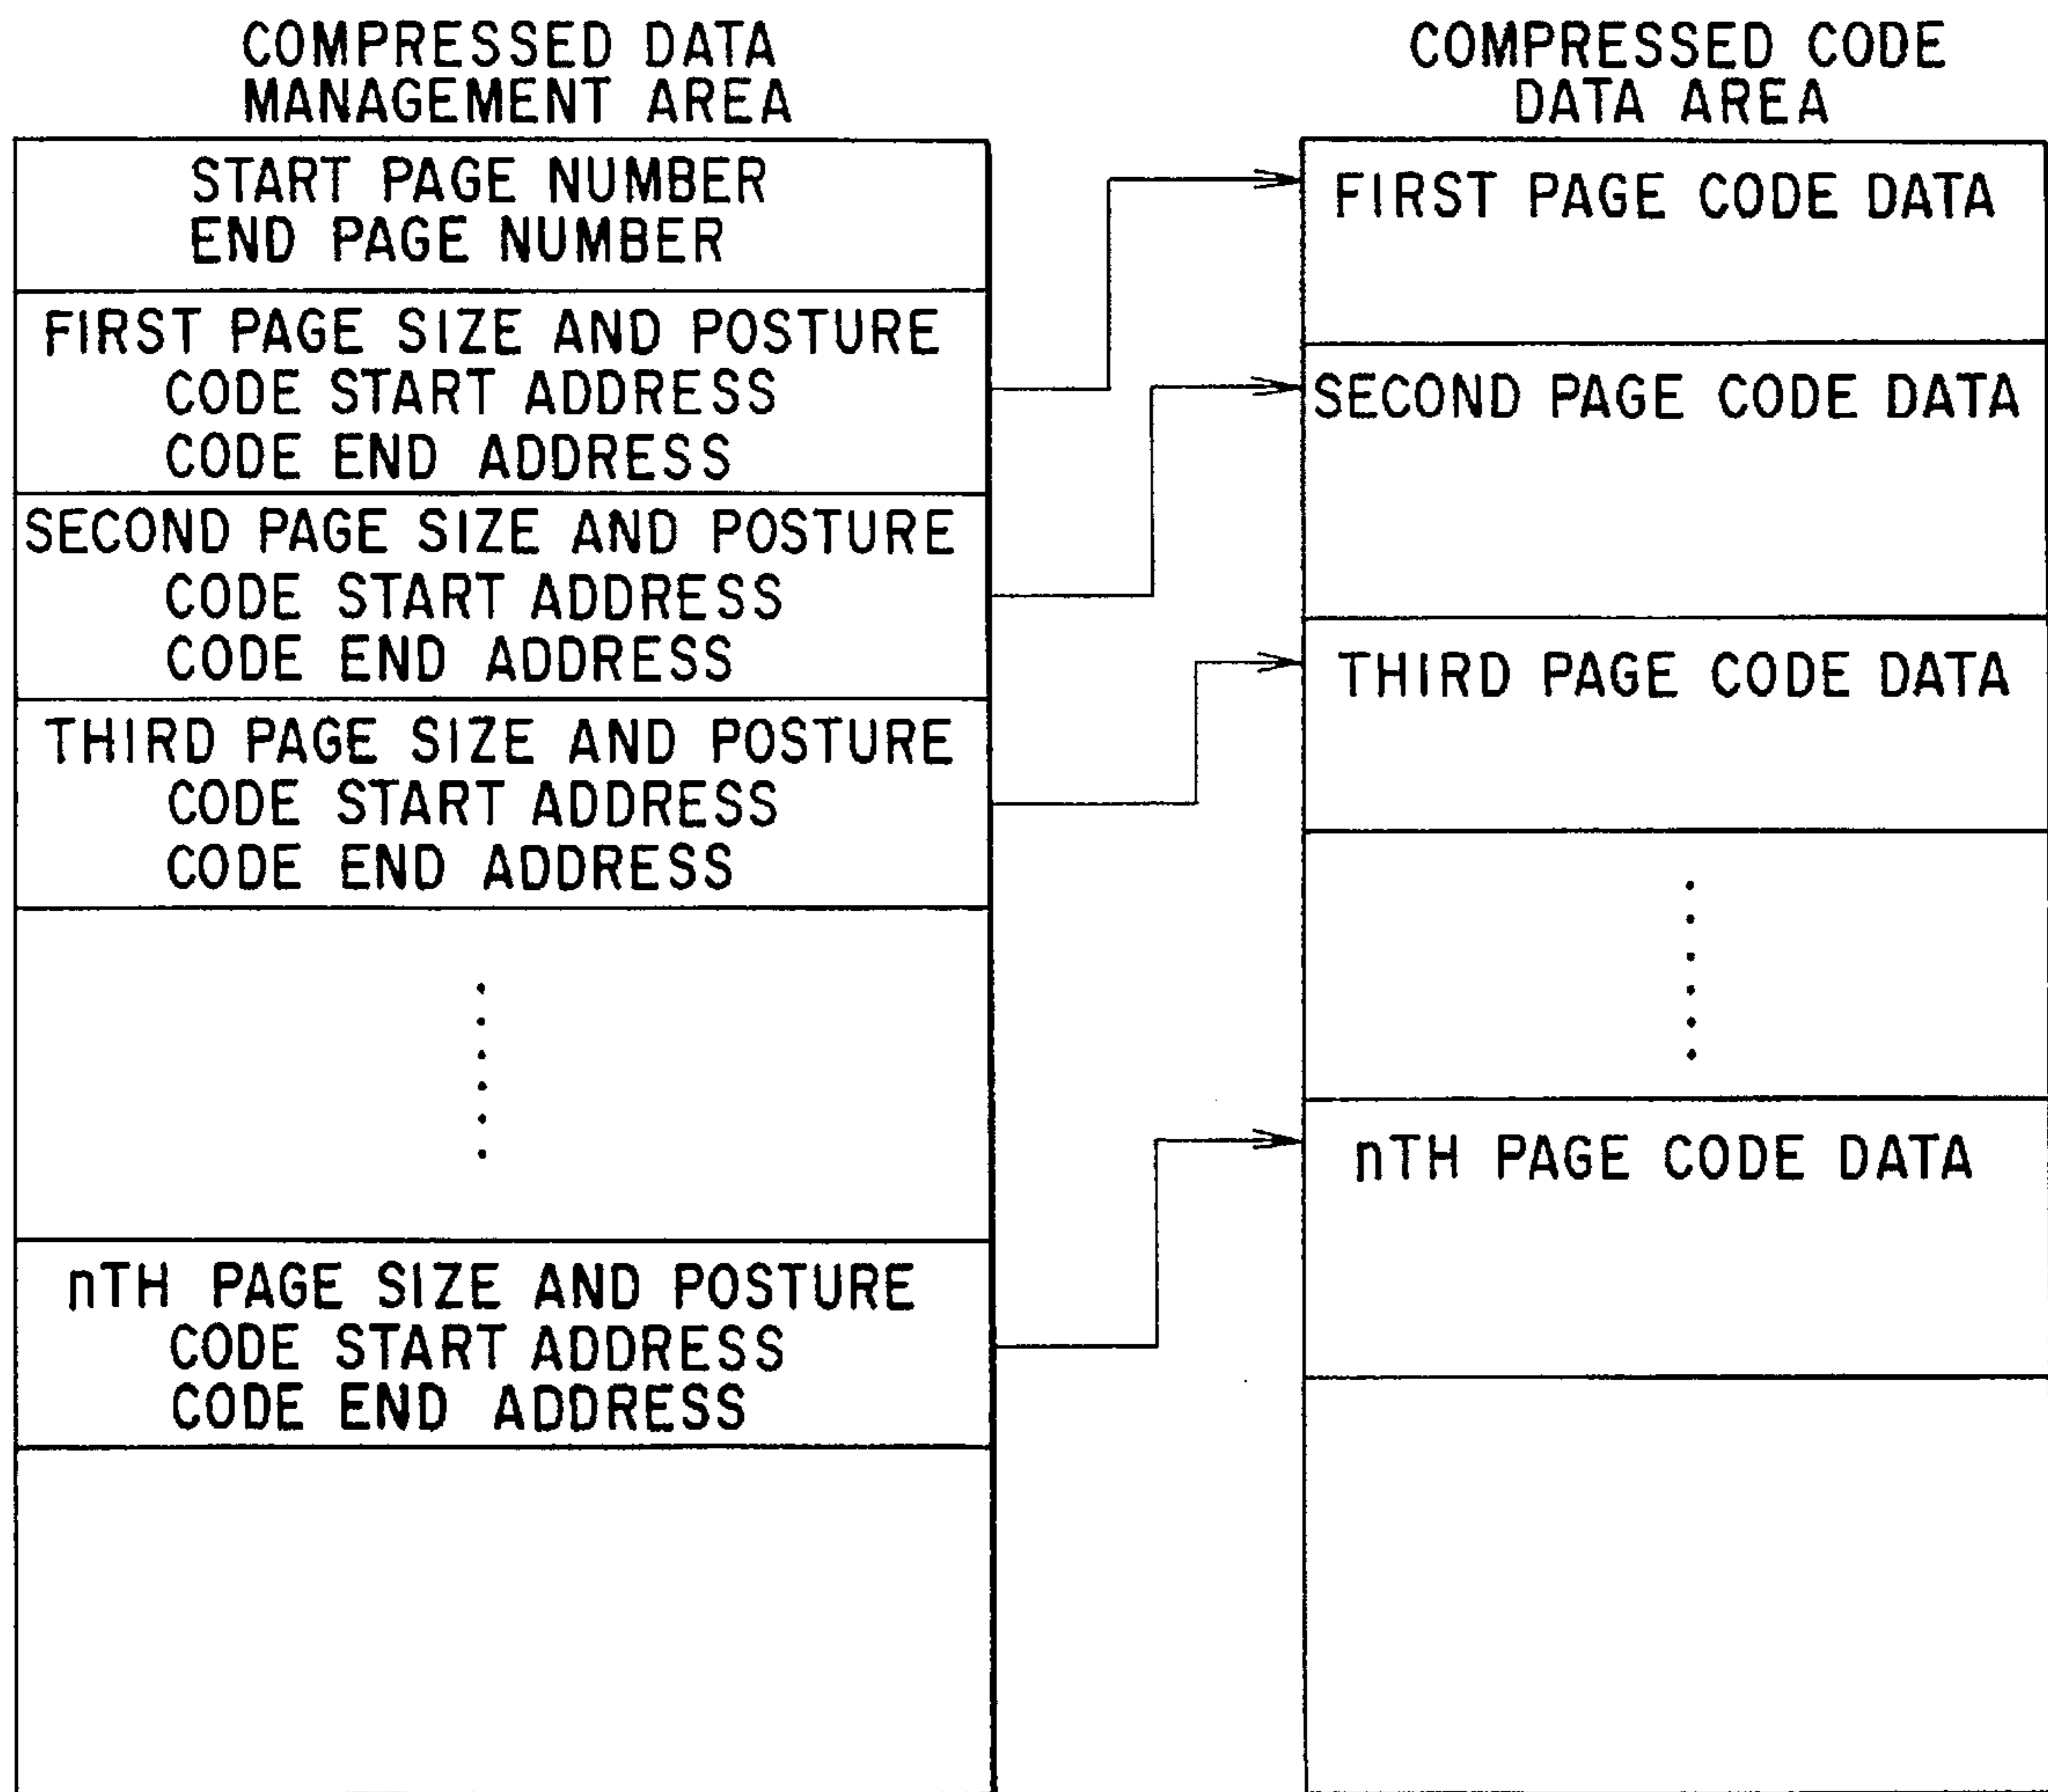 COMPRESSED DATA
MANAGEMENT AREA
START PAGE NUMBER
END PAGE NUMBER
FIRST PAGE SIZE AND POSTURE
CODE START ADDRESS
CODE END ADDRESS
SECOND PAGE SIZE AND POSTURE
CODE START ADDRESS
CODE END ADDRESS
THIRD PAGE SIZE AND POSTURE
CODE START ADDRESS
CODE END ADDRESS
nTH PAGE SIZE AND POSTURE
CODE START ADDRESS
CODE END ADDRESS
COMPRESSED CODE
DATA AREA
FIRST PAGE CODE DATA
SECOND PAGE CODE DATA
THIRD PAGE CODE DATA
nTH PAGE CODE DATA